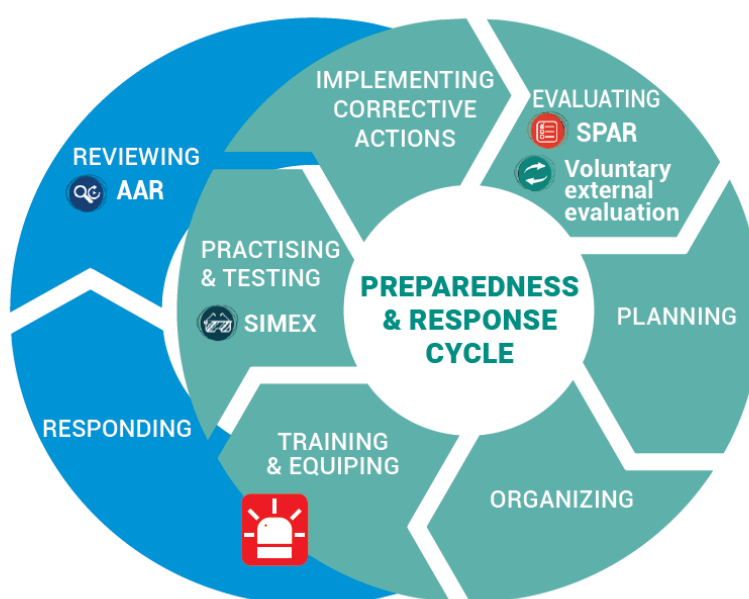 IMPLEMENTING
CORRECTIVE
ACTIONS
EVALUATING
SPAR
Voluntary
external
evaluation
REVIEWING
AAR
PRACTISING
& TESTING
SIMEX
PREPAREDNESS
& RESPONSE
CYCLE
PLANNING
RESPONDING
TRAINING
& EQUIPING
ORGANIZING